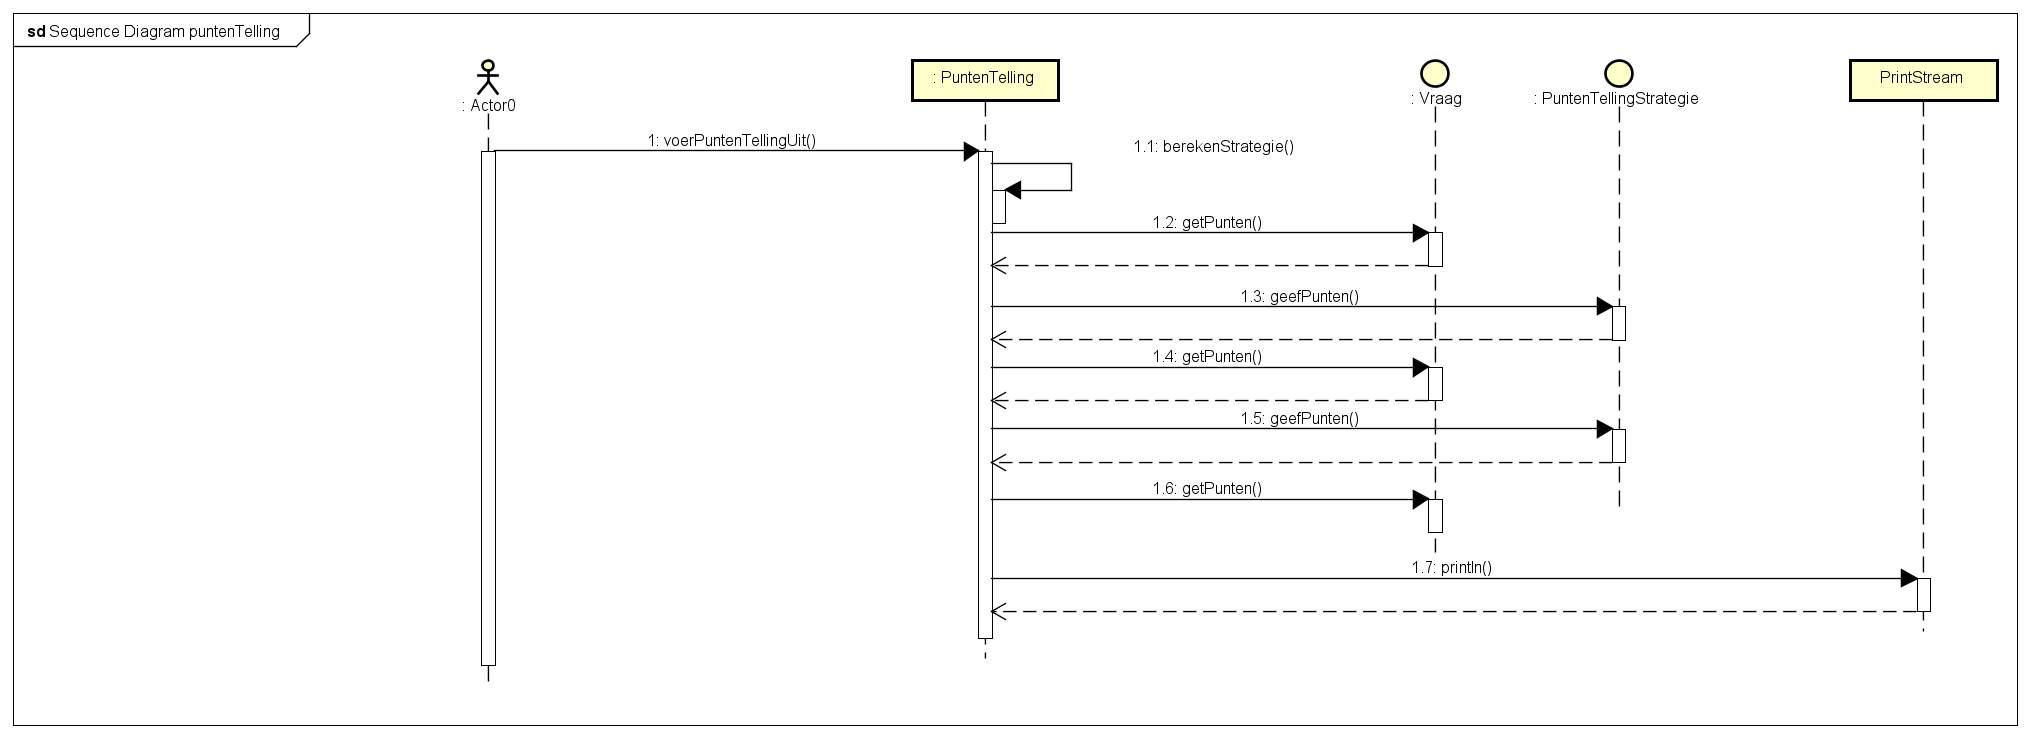 sd Sequence Diagram puntenTelling
: Actor0
: PuntenTelling
: Vraag
: PuntenTellingStrategie
PrintStream
1: voerPuntenTellingUit()
1.1: berekenStrategie()
1.2: getPunten()
1.3: geefPunten()
1.4: getPunten()
1.5: geefPunten()
1.6: getPunten()
1.7: println()